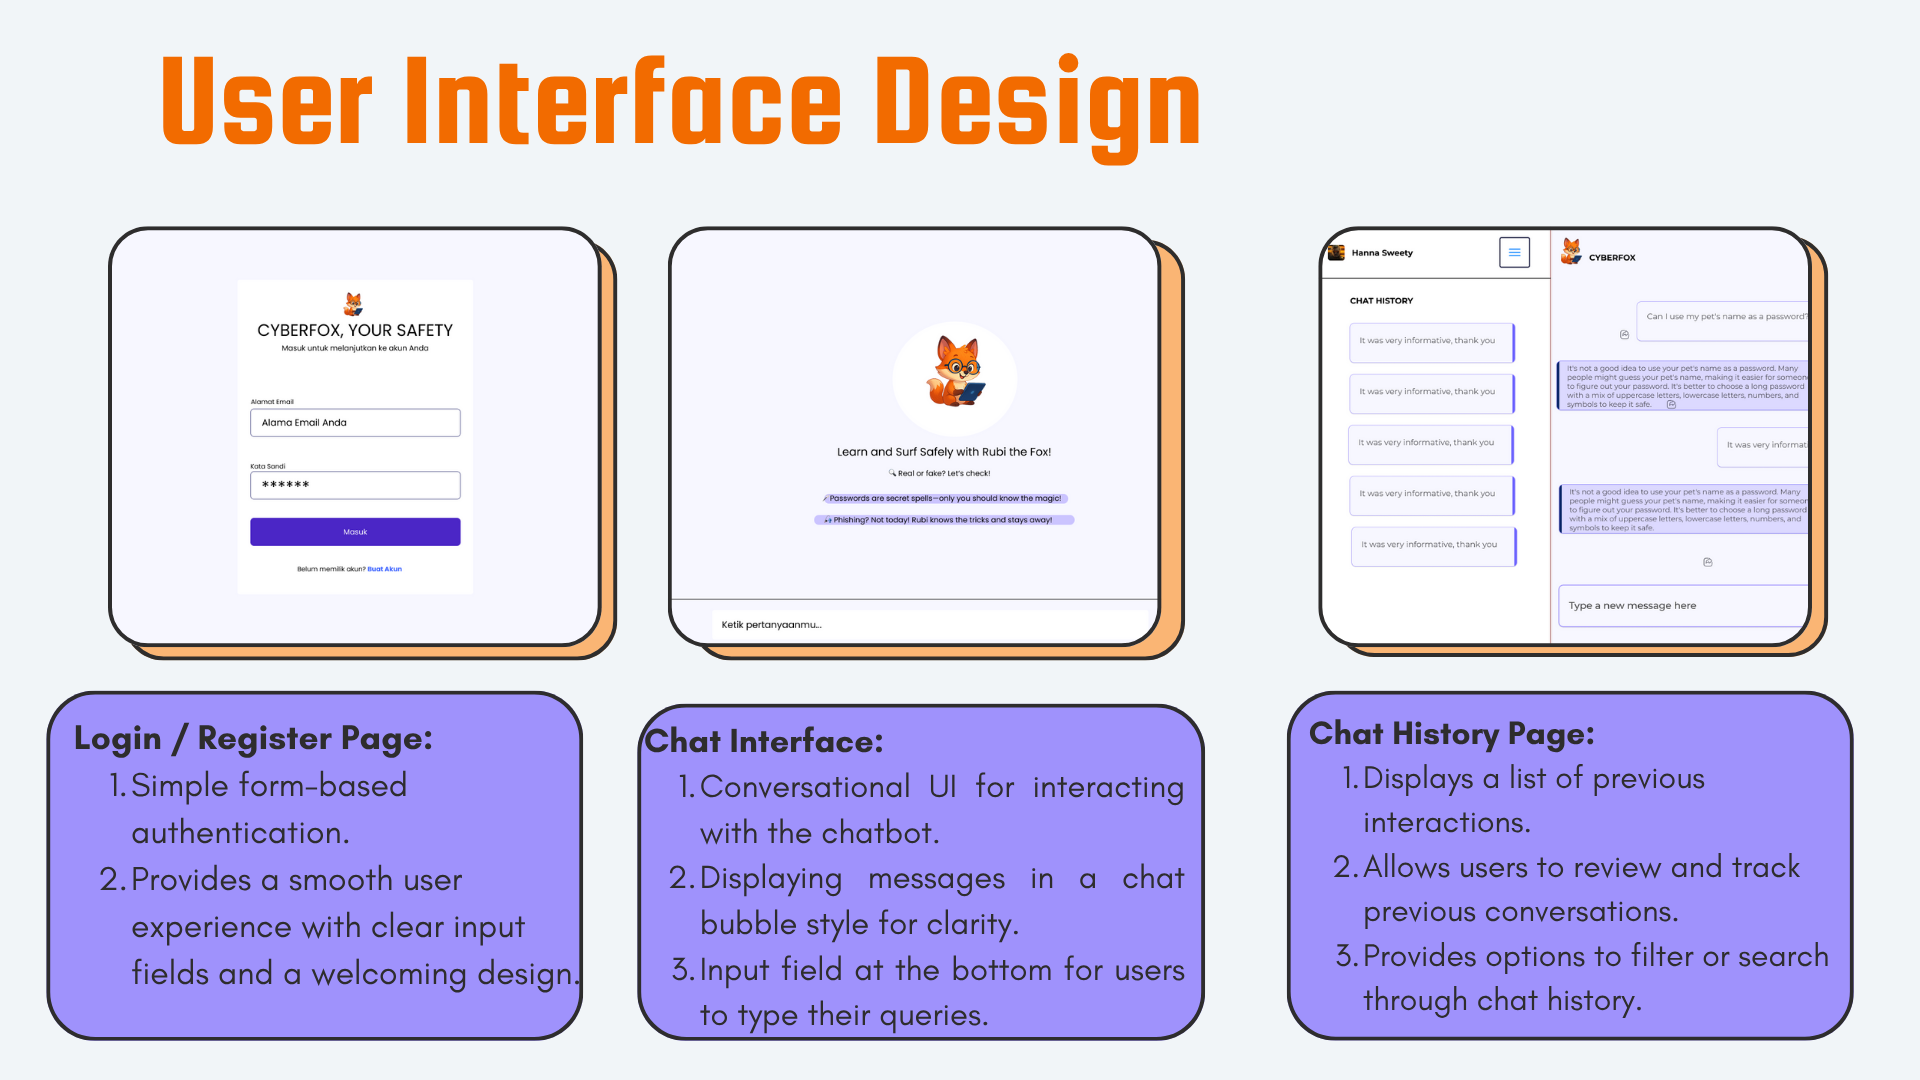 User Interface Design
CYBERFOX, YOUR SAFETY
Masuk untuk melanjutkan ke akun Anda
Alamat Email
Alama Email Anda
Kata Sandi
******
Masuk
Belum memilik akun? Buat Akun
Learn and Surf Safely with Rubi the Fox!
🔍 Real or fake? Let's check!
Passwords are secret spells—only you should know the magic!
Phishing? Not today! Rubi knows the tricks and stays away!
Ketik pertanyaanmu...
Hanna Sweety
CHAT HISTORY
It was very informative, thank you
It was very informative, thank you
It was very informative, thank you
It was very informative, thank you
It was very informative, thank you
CYBERFOX
Can I use my pet's name as a password?
It's not a good idea to use your pet's name as a password. Many
people might guess your pet's name, making it easier for someon
to figure out your password. It's better to choose a long password
with a mix of uppercase letters, lowercase letters, numbers, and
symbols to keep it safe.
It was very informati
It's not a good idea to use your pet's name as a password. Many
people might guess your pet's name, making it easier for someon
to figure out your password. It's better to choose a long password
with a mix of uppercase letters, lowercase letters, numbers, and
symbols to keep it safe.
Type a new message here
Login / Register Page:
1. Simple form-based
authentication.
2. Provides a smooth user
experience with clear input
fields and a welcoming design.
Chat Interface:
1. Conversational UI for interacting
with the chatbot.
2. Displaying messages in a chat
bubble style for clarity.
3. Input field at the bottom for users
to type their queries.
Chat History Page:
1. Displays a list of previous
interactions.
2. Allows users to review and track
previous conversations.
3. Provides options to filter or search
through chat history.